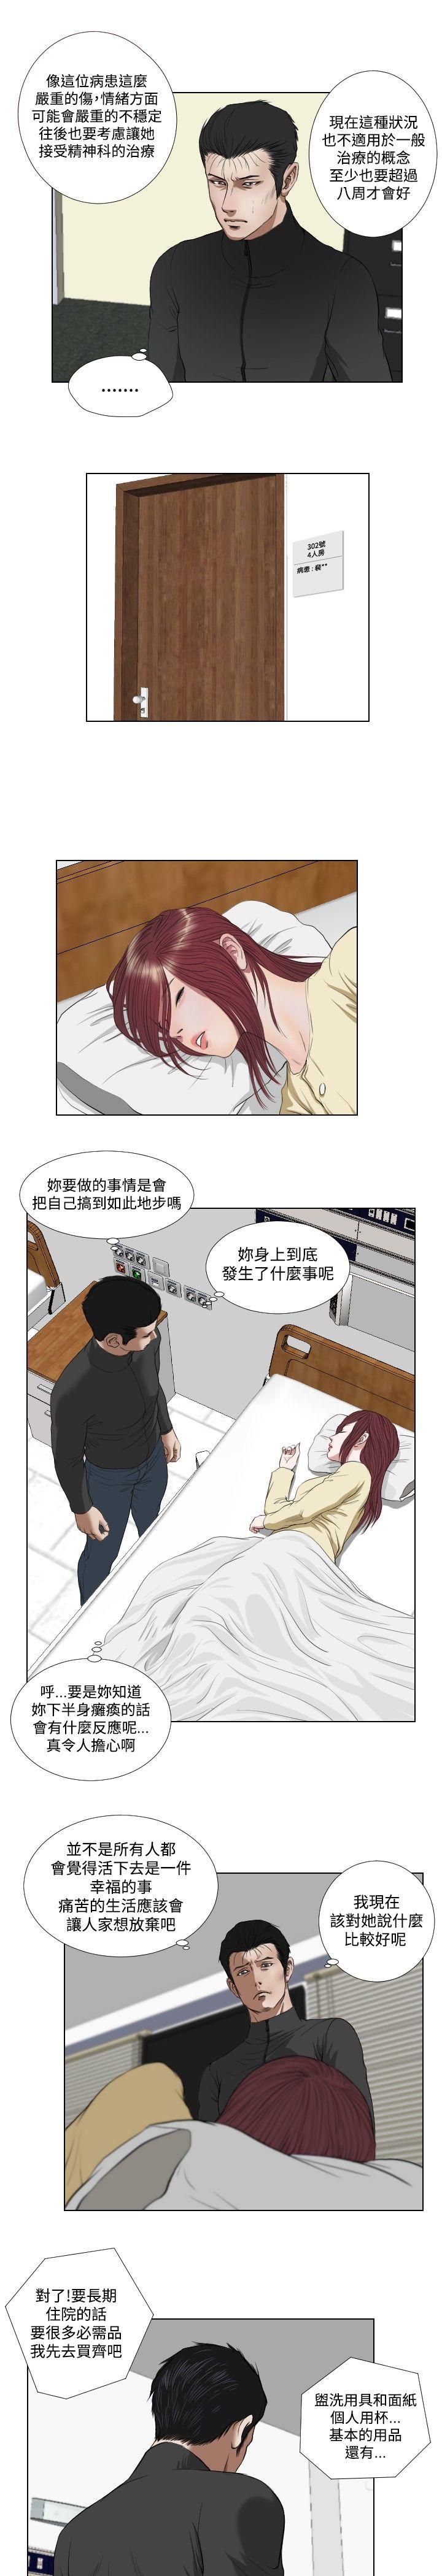 像這位病患這麼
嚴重的傷,情緒方面
可能會嚴重的不穩定
往後也要考慮讓她
接受精神科的治療
現在這種狀況
也不適用於一般
治療的概念
至少也要超過
八周才會好
.......
302號
4人房
病患:裴**
妳要做的事情是會
把自己搞到如此地步嗎
妳身上到底
發生了什麼事呢
呼...要是妳知道
妳下半身癱瘓的話
會有什麼反應呢...
真令人擔心啊
並不是所有人都
會覺得活下去是一件
幸福的事
痛苦的生活應該會
讓人家想放棄吧
我現在
該對她說什麼
比較好呢
對了!要長期
住院的話
要很多必需品
我先去買齊吧
盥洗用具和面紙
個人用杯...
基本的用品
還有...